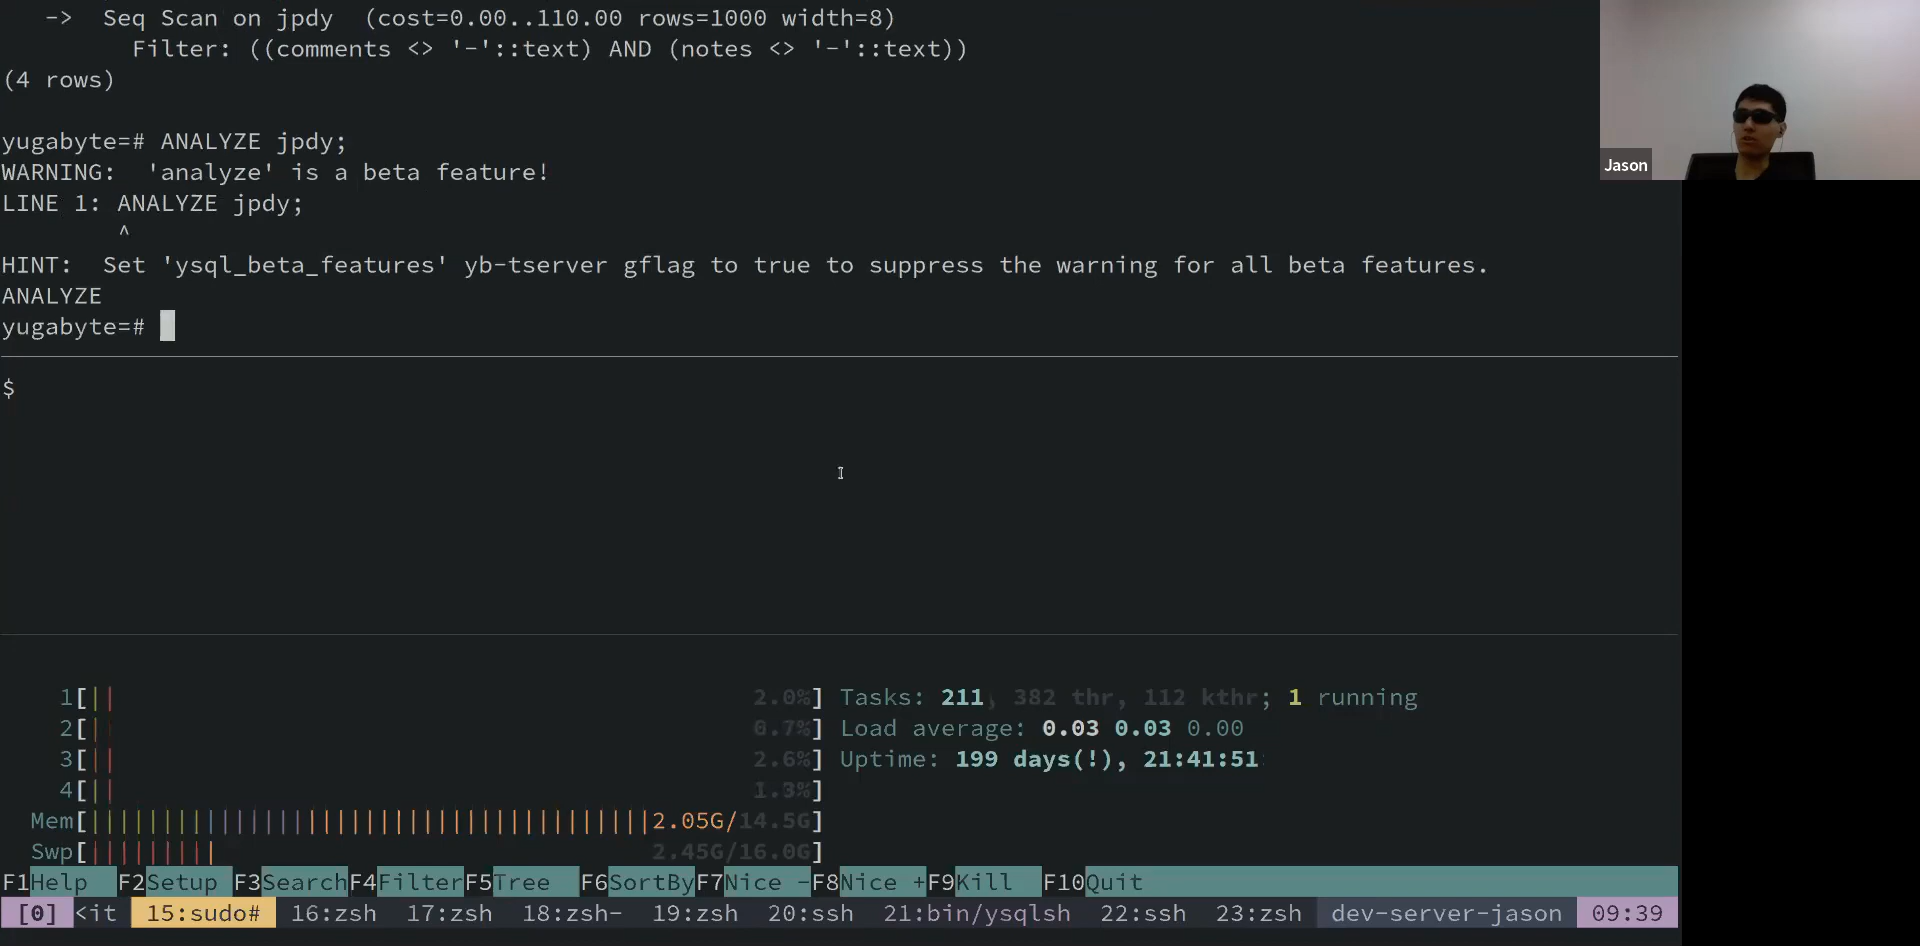 -> Seq Scan on jpdy (cost=0.00..110.00 rows=1000 width=8)
Filter: ((comments <> '-'::text) AND (notes <> '-'::text))
(4 rows)
yugabyte=# ANALYZE jpdy;
WARNING: 'analyze' is a beta feature!
LINE 1: ANALYZE jpdy;
^
HINT: Set 'ysql_beta_features' yb-tserver gflag to true to suppress the warning for all beta features.
ANALYZE
yugabyte=#
Jason
$
1[|| 2.0%] Tasks: 211, 382 thr, 112 kthr; 1 running
2[| 0.7%] Load average: 0.03 0.03 0.00
3[|| 2.6%] Uptime: 199 days(!), 21:41:51
4[|| 1.3%]
Mem[|||||||||||||||||||||||||||||||||||||||2.05G/14.5G]
Swp[||||||||| 2.45G/16.0G]
F1Help F2Setup F3SearchF4FilterF5Tree F6SortByF7Nice -F8Nice +F9Kill F10Quit
[0] <it 15:sudo# 16:zsh 17:zsh 18:zsh- 19:zsh 20:ssh 21:bin/ysqlsh 22:ssh 23:zsh dev-server-jason 09:39